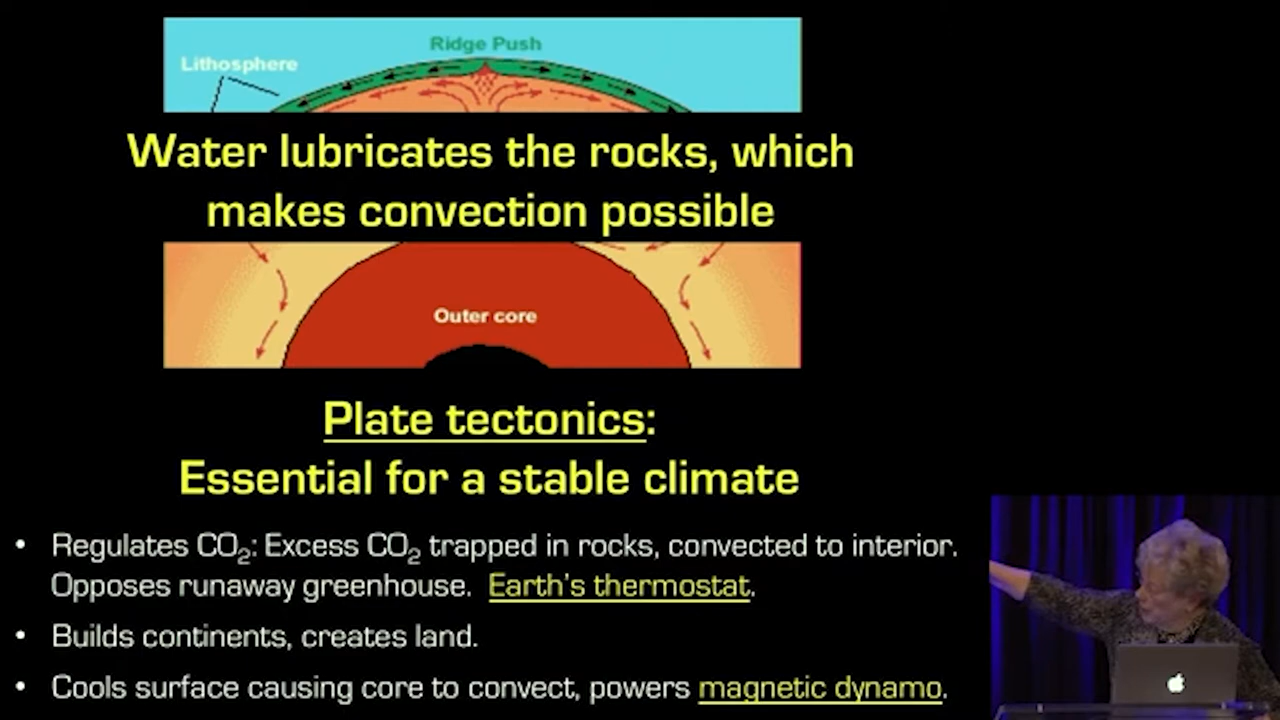 Ridge Push
Lithosphere
Water lubricates the rocks, which
makes convection possible
Outer core
Plate tectonics:
Essential for a stable climate
• Regulates CO₂: Excess CO₂ trapped in rocks, convected to interior.
Opposes runaway greenhouse. Earth's thermostat.
• Builds continents, creates land.
• Cools surface causing core to convect, powers magnetic dynamo.